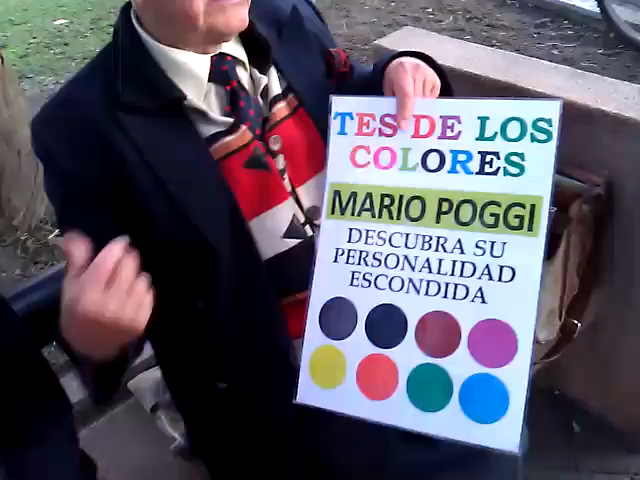 TES DE LOS
COLORES
MARIO POGGI
DESCUBRA SU
PERSONALIDAD
ESCONDIDA